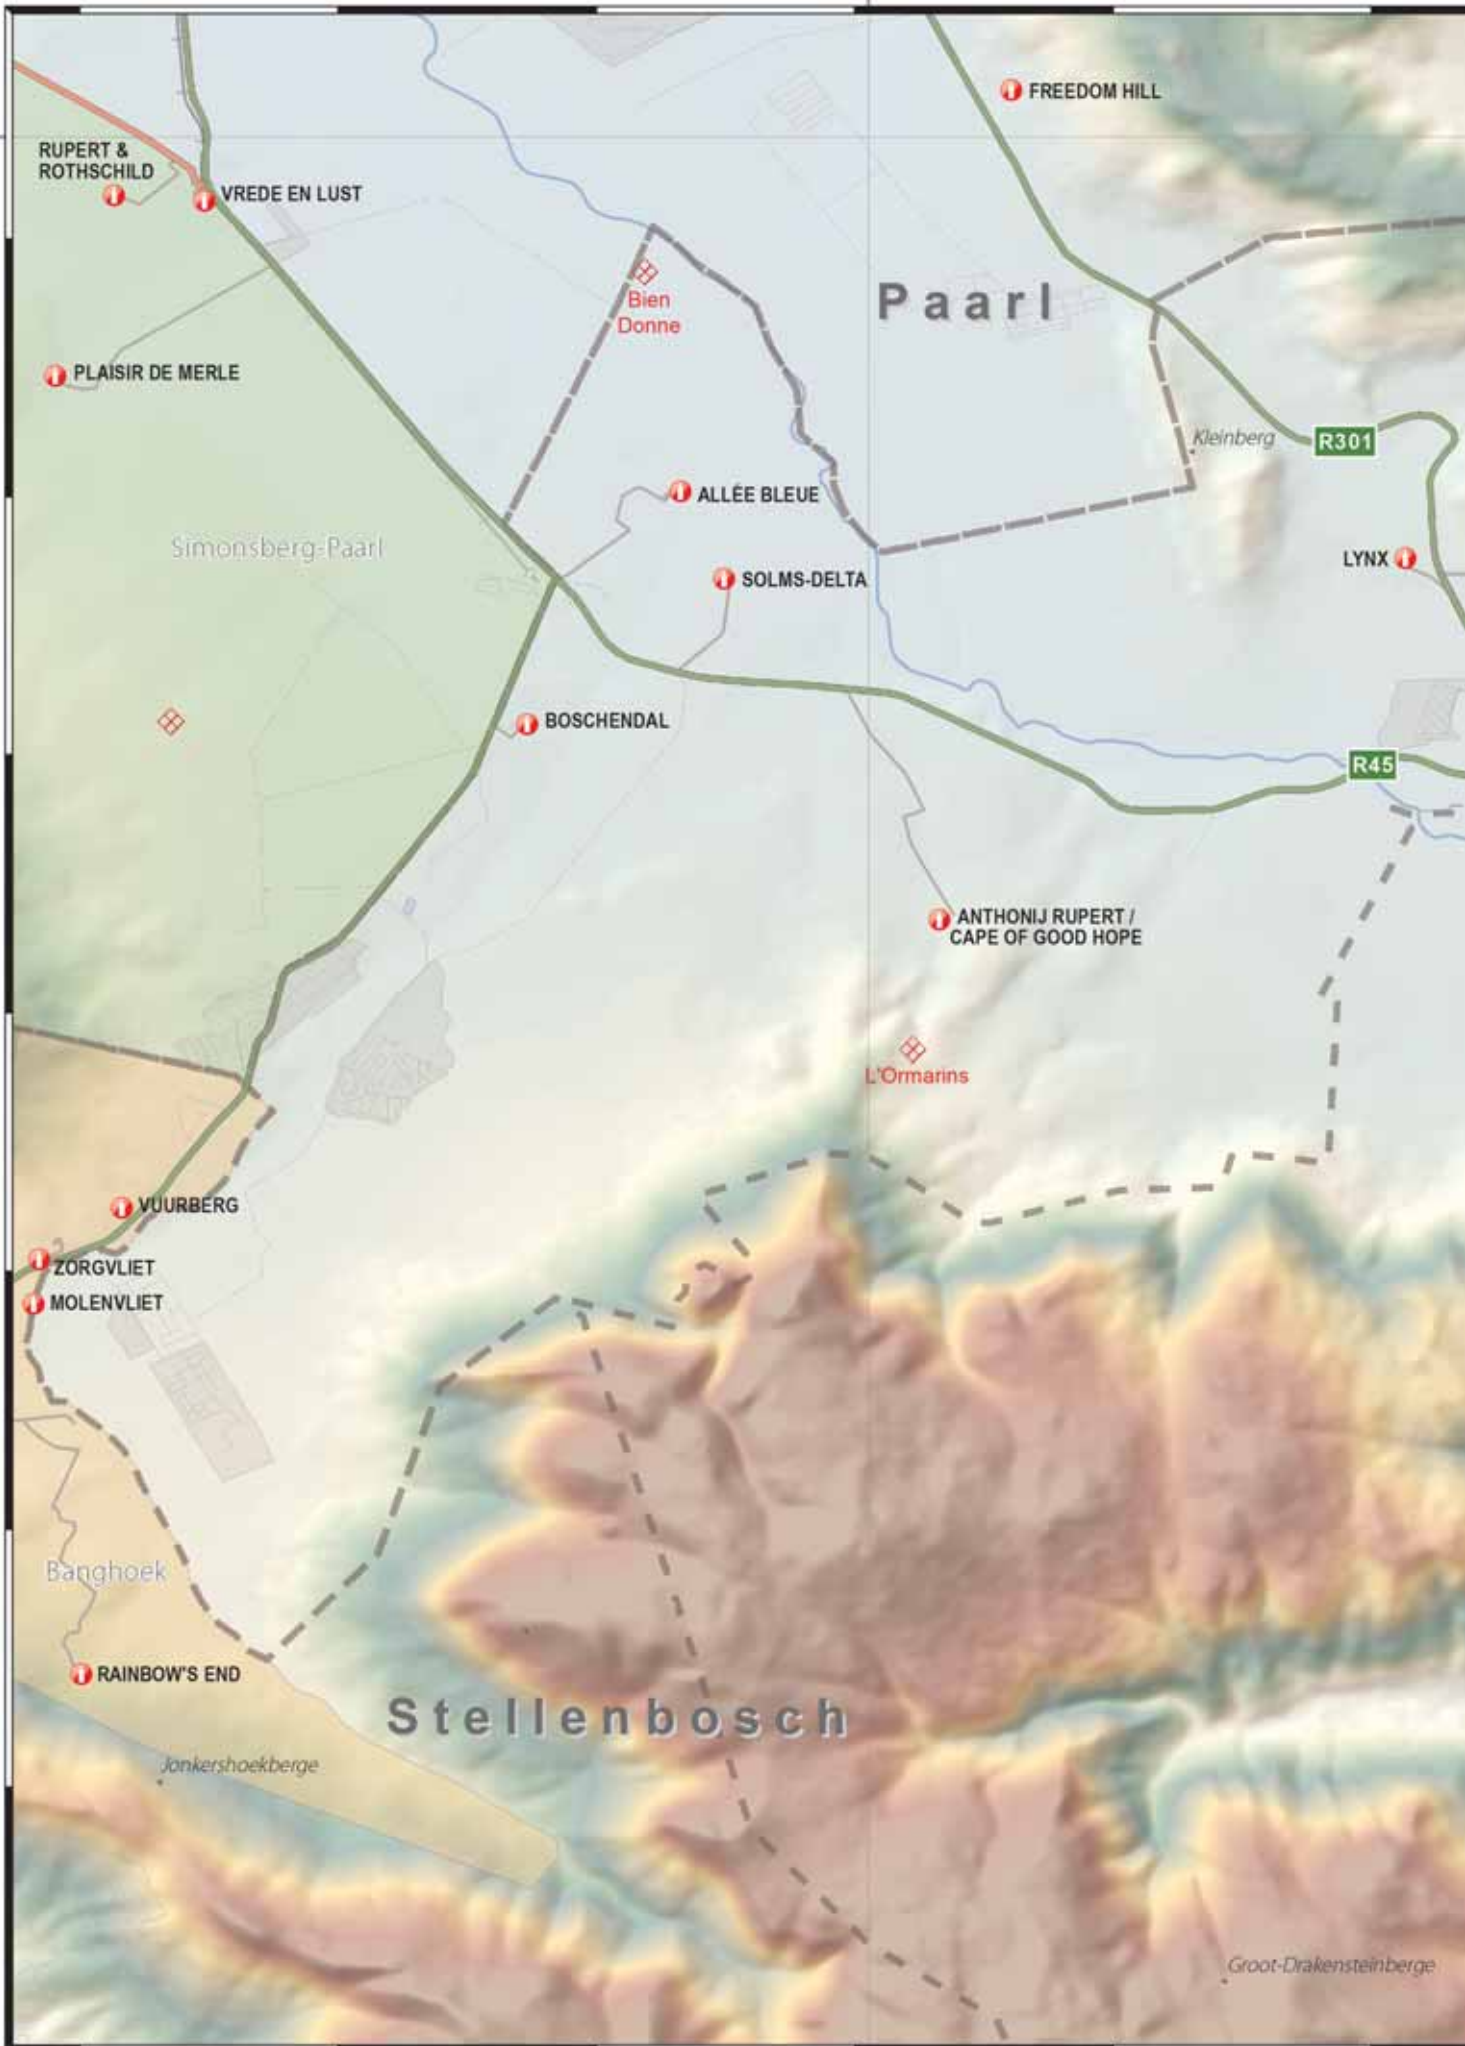 FREEDOM HILL
RUPERT &
ROTHSCHILD
VREDE EN LUST
Bien
Donne
Paarl
PLAISIR DE MERLE
Kleinberg
R301
ALLÉE BLEUE
Simonsberg-Paarl
LYNX
SOLMS-DELTA
BOSCHENDAL
R45
ANTHONIJ RUPERT /
CAPE OF GOOD HOPE
L'Ormarins
VUURBERG
ZORGVLIET
MOLENVLIET
Banghoek
RAINBOW'S END
Stellenbosch
Jonkershoekberge
Groot-Drakensteinberge